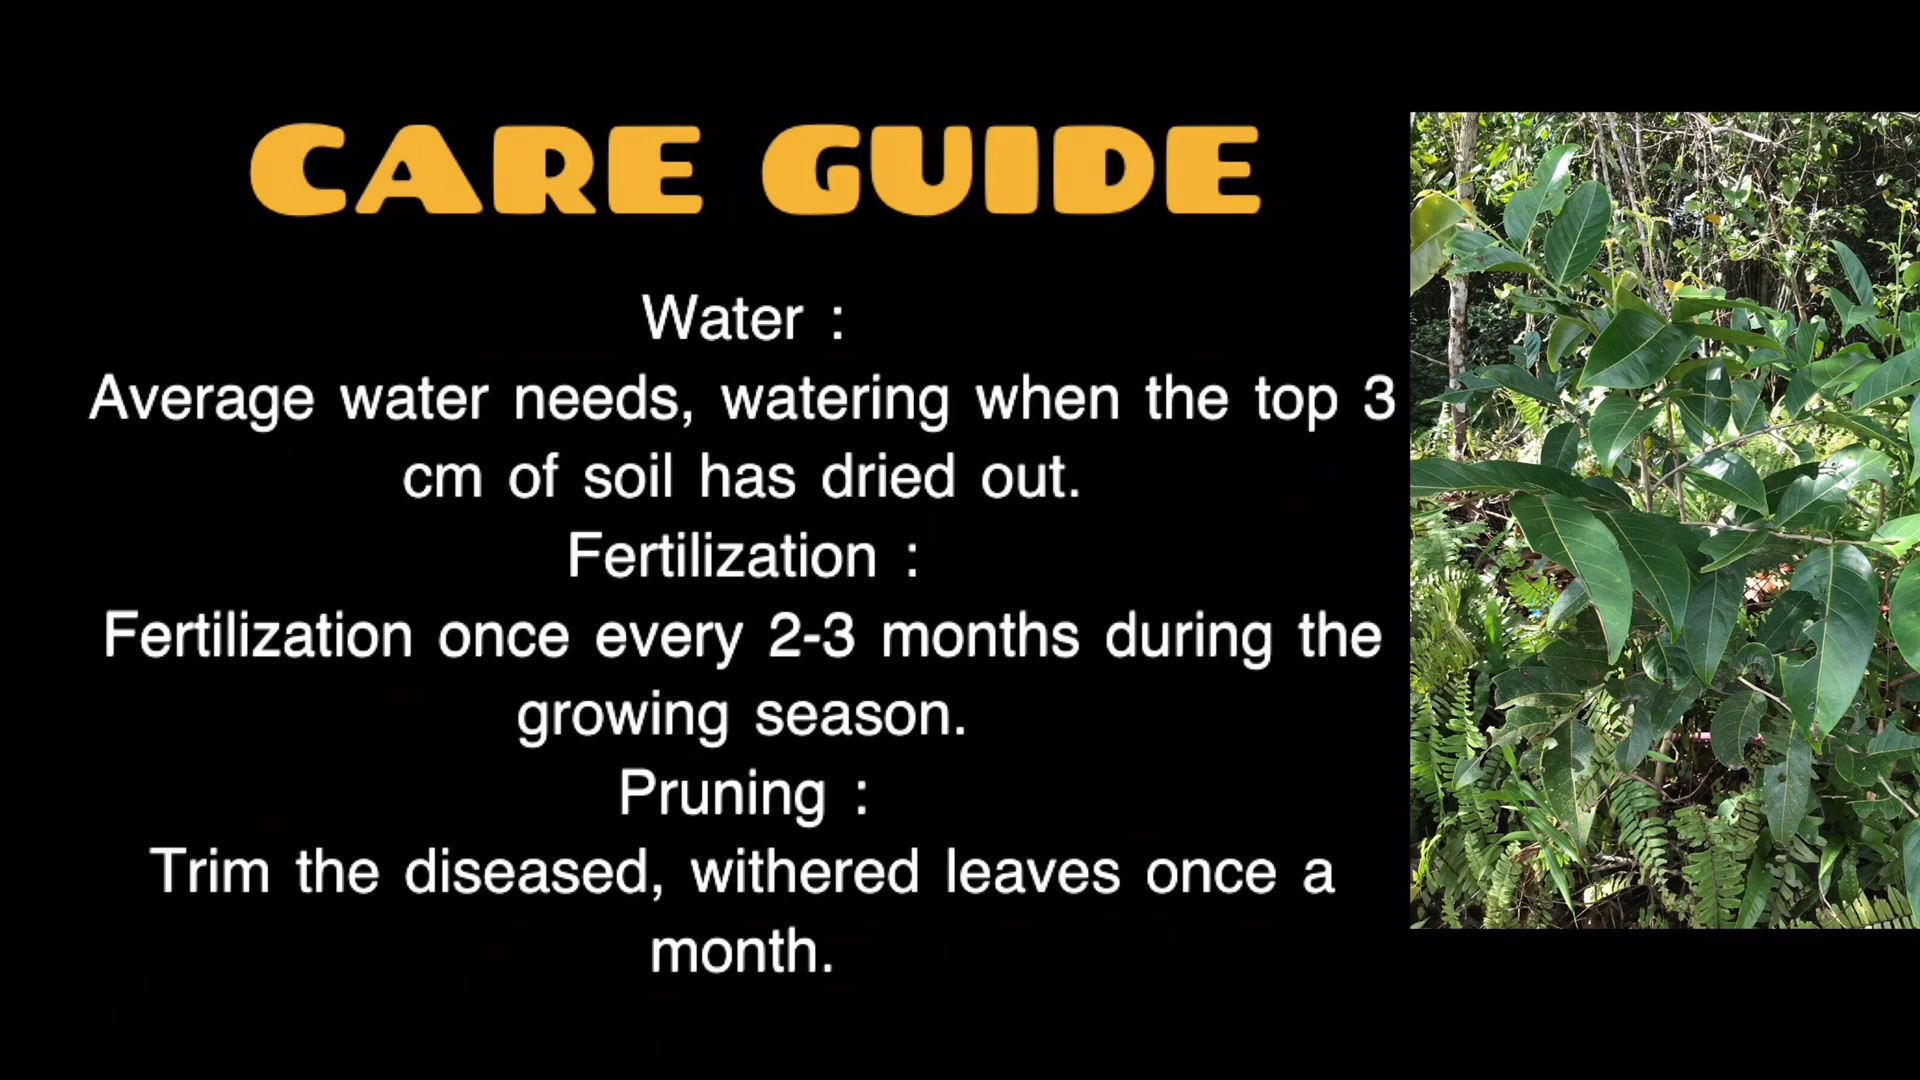 CARE GUIDE
Water :
Average water needs, watering when the top 3
cm of soil has dried out.
Fertilization :
Fertilization once every 2-3 months during the
growing season.
Pruning :
Trim the diseased, withered leaves once a
month.